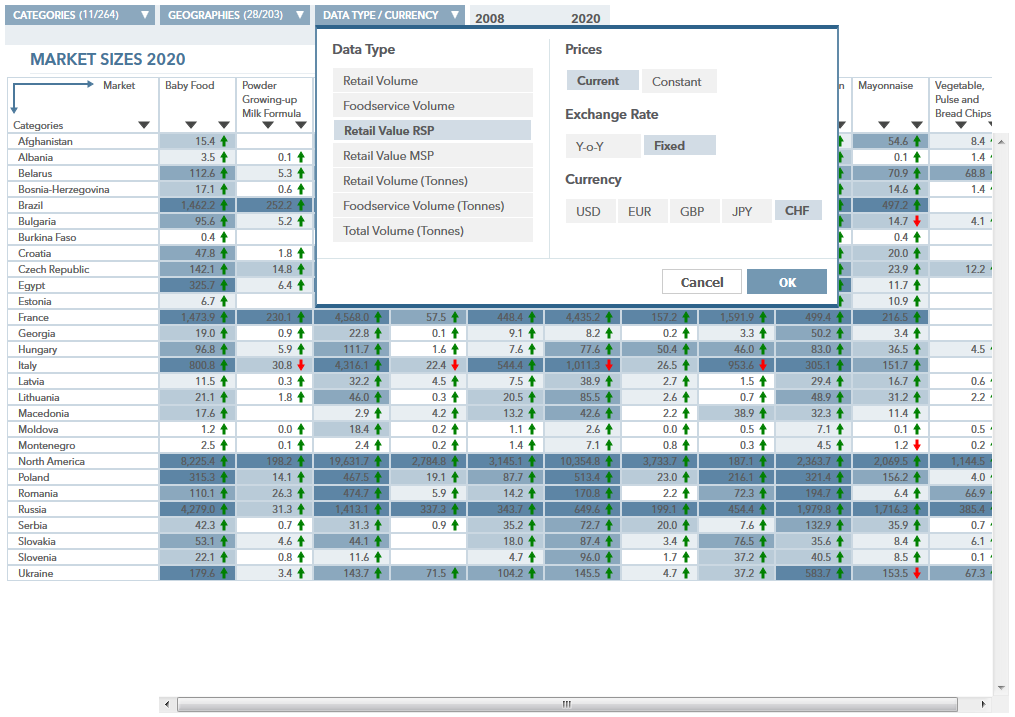 CATEGORIES (11/264) GEOGRAPHIES (28/203) DATA TYPE / CURRENCY 2008 2020
MARKET SIZES 2020
Data Type Prices
Retail Volume Current Constant
Foodservice Volume Exchange Rate
Retail Value RSP Y-o-Y Fixed
Retail Value MSP Currency
Retail Volume (Tonnes) USD EUR GBP JPY CHF
Foodservice Volume (Tonnes)
Total Volume (Tonnes)
Cancel OK
Market Baby Food Powder n Mayonnaise Vegetable,
Growing-up Pulse and
Milk Formula Bread Chips
Categories
Afghanistan 15.4 54.6 8.4
Albania 3.5 0.1 0.1 1.4
Belarus 112.6 5.3 70.9 68.8
Bosnia-Herzegovina 17.1 0.6 14.6 1.4
Brazil 1,462.2 252.2 497.2
Bulgaria 95.6 5.2 14.7 4.1
Burkina Faso 0.4 0.4
Croatia 47.8 1.8 20.0
Czech Republic 142.1 14.8 23.9 12.2
Egypt 325.7 6.4 11.7
Estonia 6.7 10.9
France 1,473.9 230.1 4,568.0 57.5 448.4 4,435.2 157.2 1,591.9 499.4 216.5
Georgia 19.0 0.9 22.8 0.1 9.1 8.2 0.2 3.3 50.2 3.4
Hungary 96.8 5.9 111.7 1.6 7.6 77.6 50.4 46.0 83.0 36.5 4.5
Italy 800.8 30.8 4,316.1 22.4 544.4 1,011.3 26.5 953.6 305.1 151.7
Latvia 11.5 0.3 32.2 4.5 7.5 38.9 2.7 1.5 29.4 16.7 0.6
Lithuania 21.1 1.8 46.0 0.3 20.5 85.5 2.6 0.7 48.9 31.2 2.2
Macedonia 17.6 2.9 4.2 13.2 42.6 2.2 38.9 32.3 11.4
Moldova 1.2 0.0 18.4 0.2 1.1 2.6 0.0 0.5 7.1 0.1 0.5
Montenegro 2.5 0.1 2.4 0.2 1.4 7.1 0.8 0.3 4.5 1.2 0.2
North America 8,225.4 198.2 19,631.7 2,784.8 3,145.1 10,354.8 3,733.7 187.1 2,363.7 2,069.5 1,144.5
Poland 315.3 14.1 467.5 19.1 87.7 513.4 23.0 216.1 321.4 156.2 4.0
Romania 110.1 26.3 474.7 5.9 14.2 170.8 2.2 72.3 194.7 6.4 66.9
Russia 4,279.0 31.3 1,413.1 337.3 343.7 649.6 199.1 454.4 1,979.8 1,716.3 385.4
Serbia 42.3 0.7 31.3 0.9 35.2 72.7 20.0 7.6 132.9 35.9 0.7
Slovakia 53.1 4.6 44.1 18.0 87.4 3.4 76.5 35.6 8.4 6.1
Slovenia 22.1 0.8 11.6 4.7 96.0 1.7 37.2 40.5 8.5 0.1
Ukraine 179.6 3.4 143.7 71.5 104.2 145.5 4.7 37.2 583.7 153.5 67.3